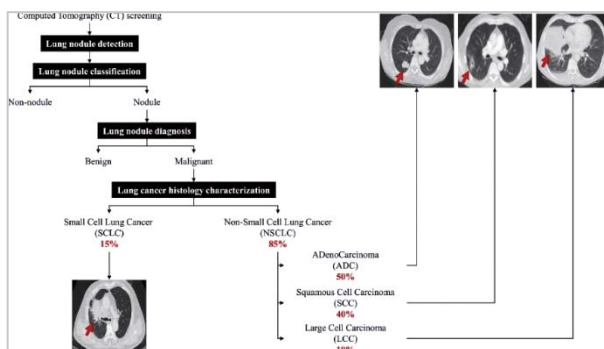 Computed Tomography (CT) screening
Lung nodule detection
Lung nodule classification
Non-nodule
Nodule
Lung nodule diagnosis
Benign
Malignant
Lung cancer histology characterization
Small Cell Lung Cancer
(SCLC)
15%
Non-Small Cell Lung Cancer
(NSCLC)
85%
ADenoCarcinoma
(ADC)
50%
Squamous Cell Carcinoma
(SCC)
40%
Large Cell Carcinoma
(LCC)
10%